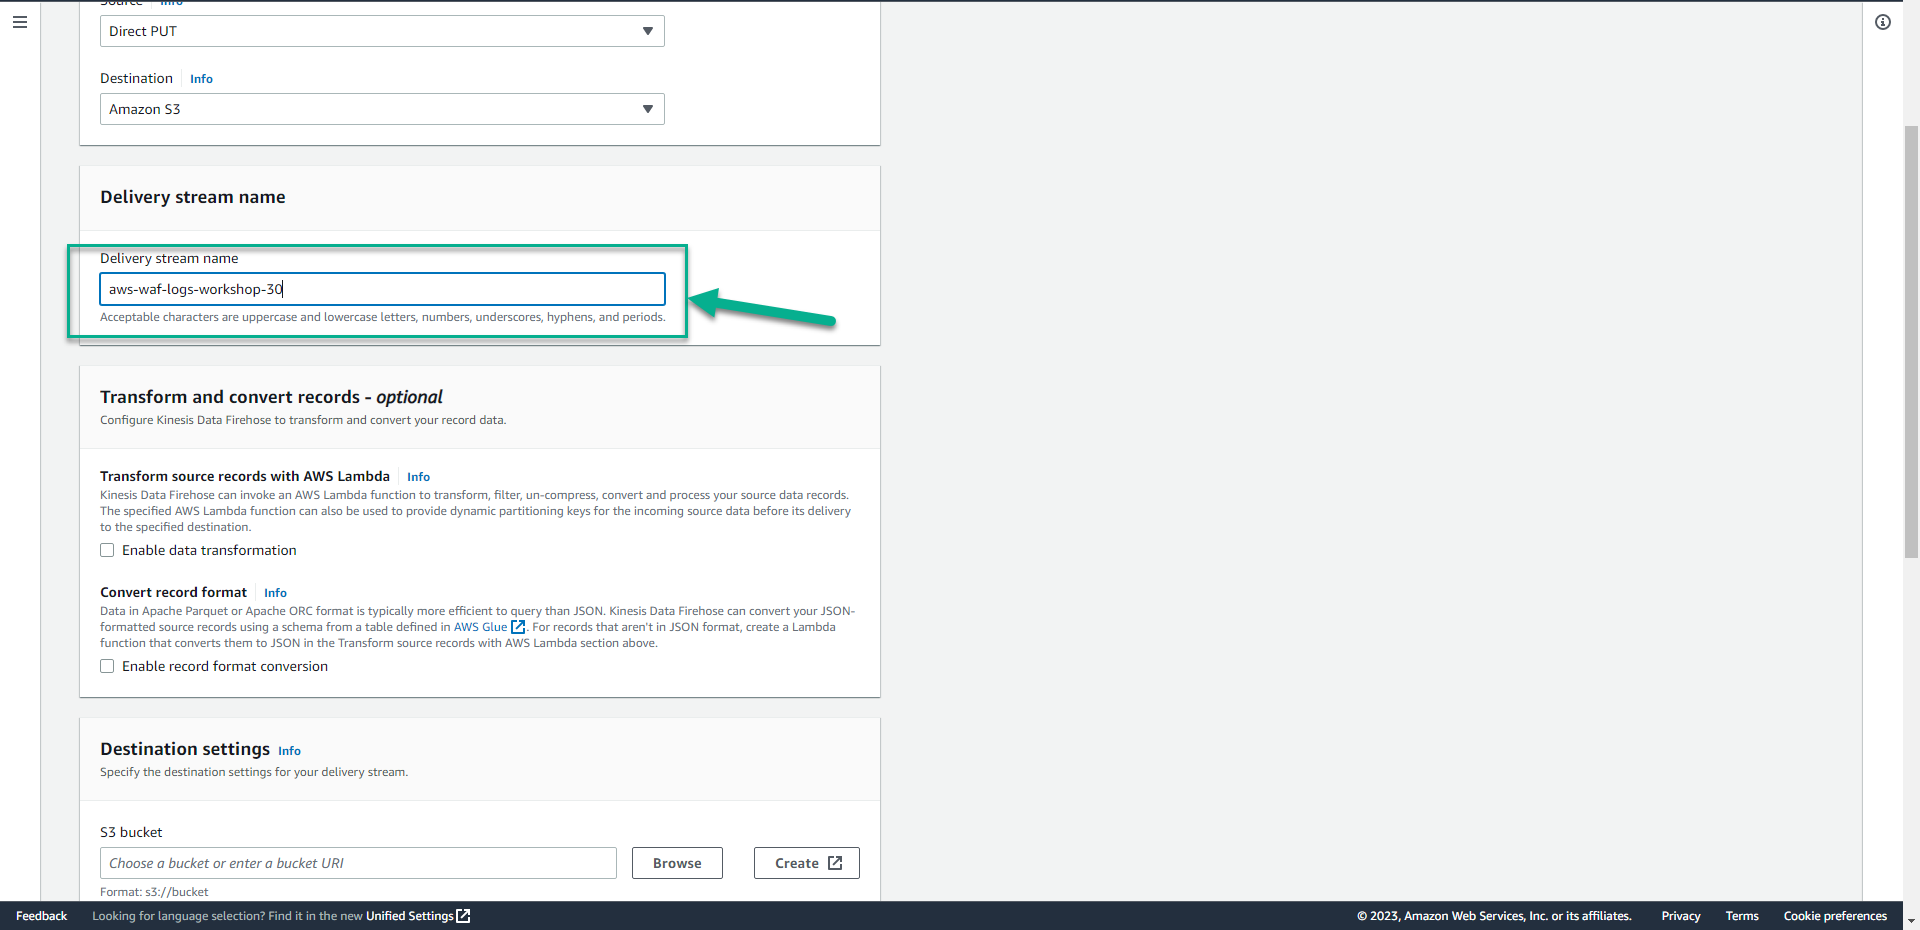 Source Info
Direct PUT
Destination Info
Amazon S3
Delivery stream name
Delivery stream name
aws-waf-logs-workshop-30
Acceptable characters are uppercase and lowercase letters, numbers, underscores, hyphens, and periods.
Transform and convert records - optional
Configure Kinesis Data Firehose to transform and convert your record data.
Transform source records with AWS Lambda Info
Kinesis Data Firehose can invoke an AWS Lambda function to transform, filter, un-compress, convert and process your source data records.
The specified AWS Lambda function can also be used to provide dynamic partitioning keys for the incoming source data before its delivery
to the specified destination.
Enable data transformation
Convert record format Info
Data in Apache Parquet or Apache ORC format is typically more efficient to query than JSON. Kinesis Data Firehose can convert your JSON-
formatted source records using a schema from a table defined in AWS Glue . For records that aren't in JSON format, create a Lambda
function that converts them to JSON in the Transform source records with AWS Lambda section above.
Enable record format conversion
Destination settings Info
Specify the destination settings for your delivery stream.
S3 bucket
Choose a bucket or enter a bucket URI Browse Create
Format: s3://bucket
Feedback Looking for language selection? Find it in the new Unified Settings © 2023, Amazon Web Services, Inc. or its affiliates. Privacy Terms Cookie preferences